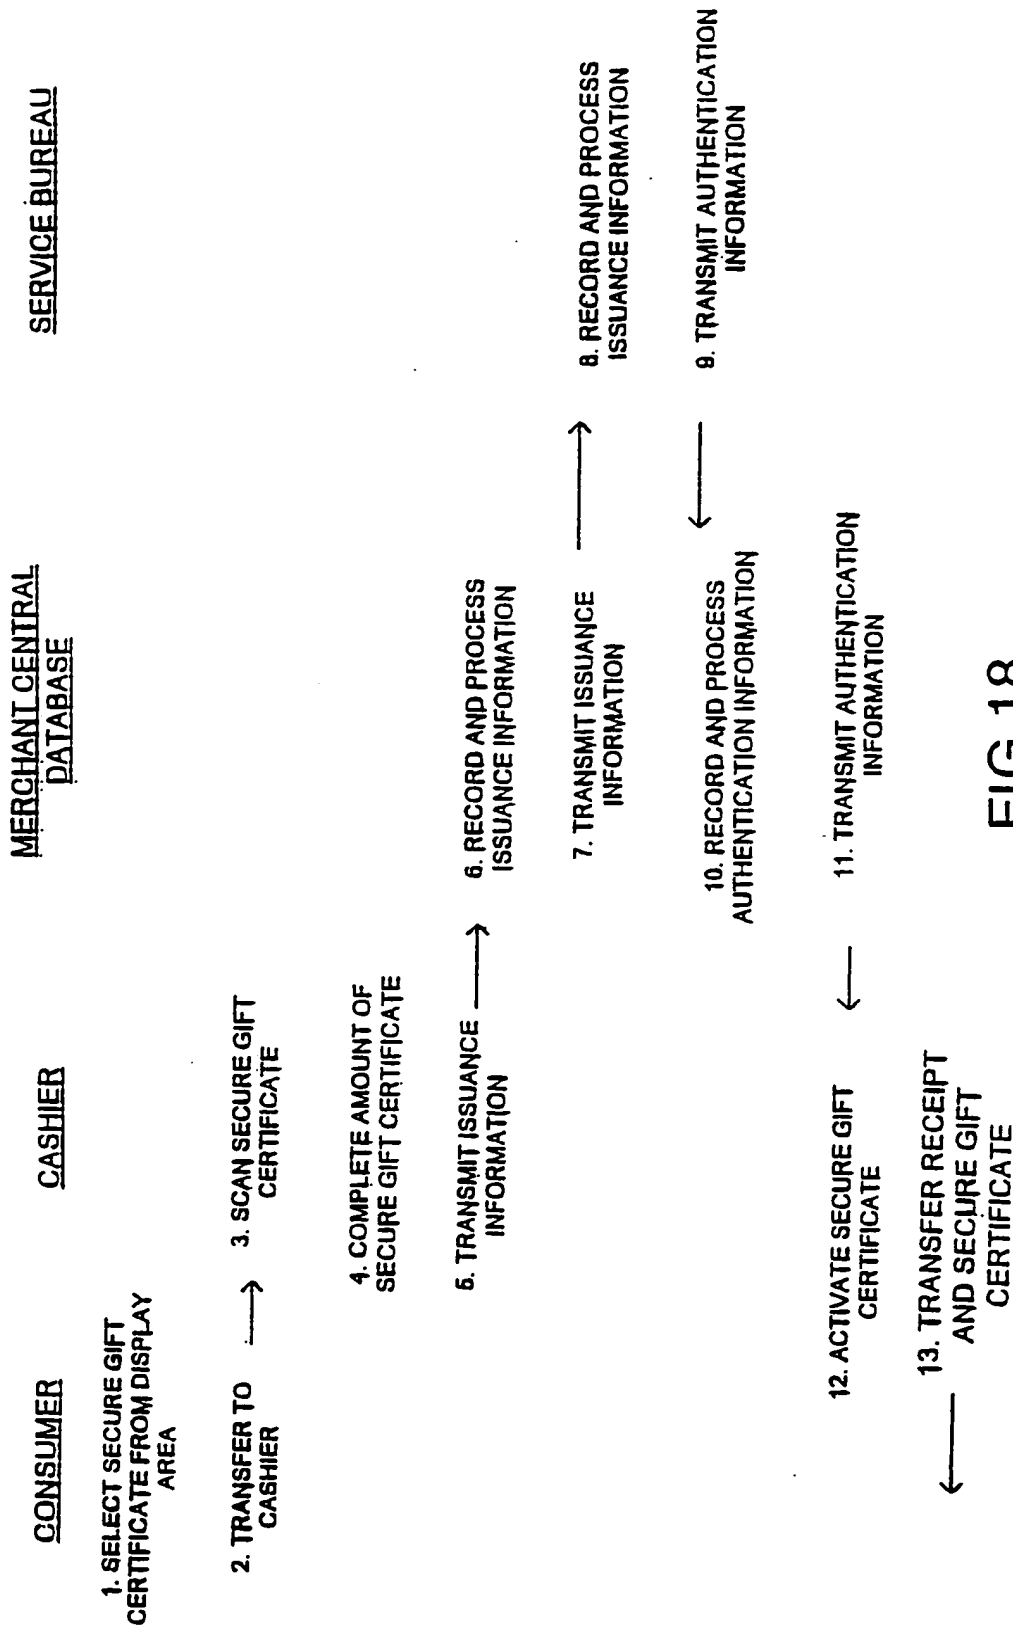 CONSUMER
CASHIER
MERCHANT CENTRAL
DATABASE
SERVICE BUREAU
1. SELECT SECURE GIFT
CERTIFICATE FROM DISPLAY
AREA
2. TRANSFER TO
CASHIER
3. SCAN SECURE GIFT
CERTIFICATE
4. COMPLETE AMOUNT OF
SECURE GIFT CERTIFICATE
5. TRANSMIT ISSUANCE
INFORMATION
6. RECORD AND PROCESS
ISSUANCE INFORMATION
7. TRANSMIT ISSUANCE
INFORMATION
8. RECORD AND PROCESS
ISSUANCE INFORMATION
9. TRANSMIT AUTHENTICATION
INFORMATION
10. RECORD AND PROCESS
AUTHENTICATION INFORMATION
11. TRANSMIT AUTHENTICATION
INFORMATION
12. ACTIVATE SECURE GIFT
CERTIFICATE
13. TRANSFER RECEIPT
AND SECURE GIFT
CERTIFICATE
FIG 18